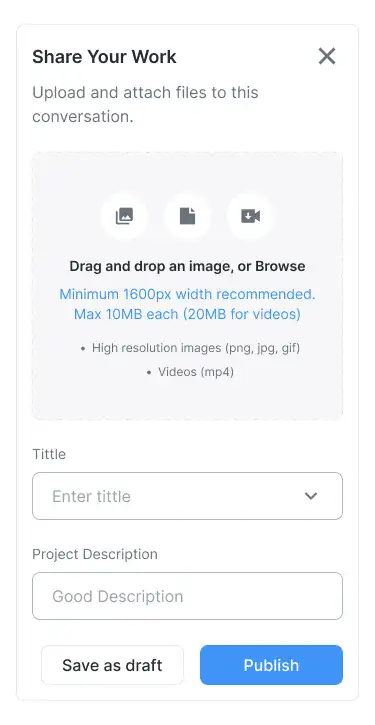 Share Your Work
Upload and attach files to this
conversation.
Drag and drop an image, or Browse
Minimum 1600px width recommended.
Max 10MB each (20MB for videos)
• High resolution images (png, jpg, gif)
• Videos (mp4)
Tittle
Enter tittle
Project Description
Good Description
Save as draft
Publish